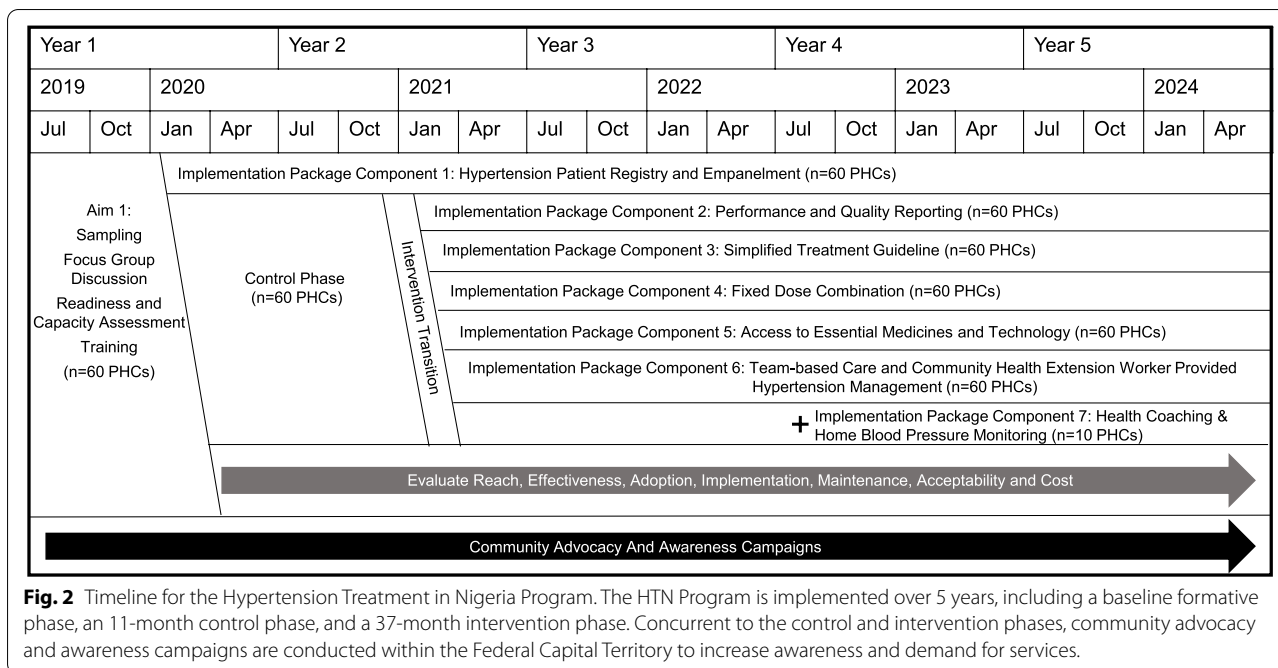 Year 1 Year 2 Year 3 Year 4 Year 5
2019 2020 2021 2022 2023 2024
Jul Oct Jan Apr Jul Oct Jan Apr Jul Oct Jan Apr Jul Oct Jan Apr Jul Oct Jan Apr
Implementation Package Component 1: Hypertension Patient Registry and Empanelment (n=60 PHCs)
Aim 1:
Sampling
Focus Group
Discussion
Readiness and
Capacity Assessment
Training
(n=60 PHCs)
Control Phase
(n=60 PHCs)
Intervention Transition
Implementation Package Component 2: Performance and Quality Reporting (n=60 PHCs)
Implementation Package Component 3: Simplified Treatment Guideline (n=60 PHCs)
Implementation Package Component 4: Fixed Dose Combination (n=60 PHCs)
Implementation Package Component 5: Access to Essential Medicines and Technology (n=60 PHCs)
Implementation Package Component 6: Team-based Care and Community Health Extension Worker Provided
Hypertension Management (n=60 PHCs)
+ Implementation Package Component 7: Health Coaching &
Home Blood Pressure Monitoring (n=10 PHCs)
Evaluate Reach, Effectiveness, Adoption, Implementation, Maintenance, Acceptability and Cost
Community Advocacy And Awareness Campaigns
Fig. 2 Timeline for the Hypertension Treatment in Nigeria Program. The HTN Program is implemented over 5 years, including a baseline formative
phase, an 11-month control phase, and a 37-month intervention phase. Concurrent to the control and intervention phases, community advocacy
and awareness campaigns are conducted within the Federal Capital Territory to increase awareness and demand for services.